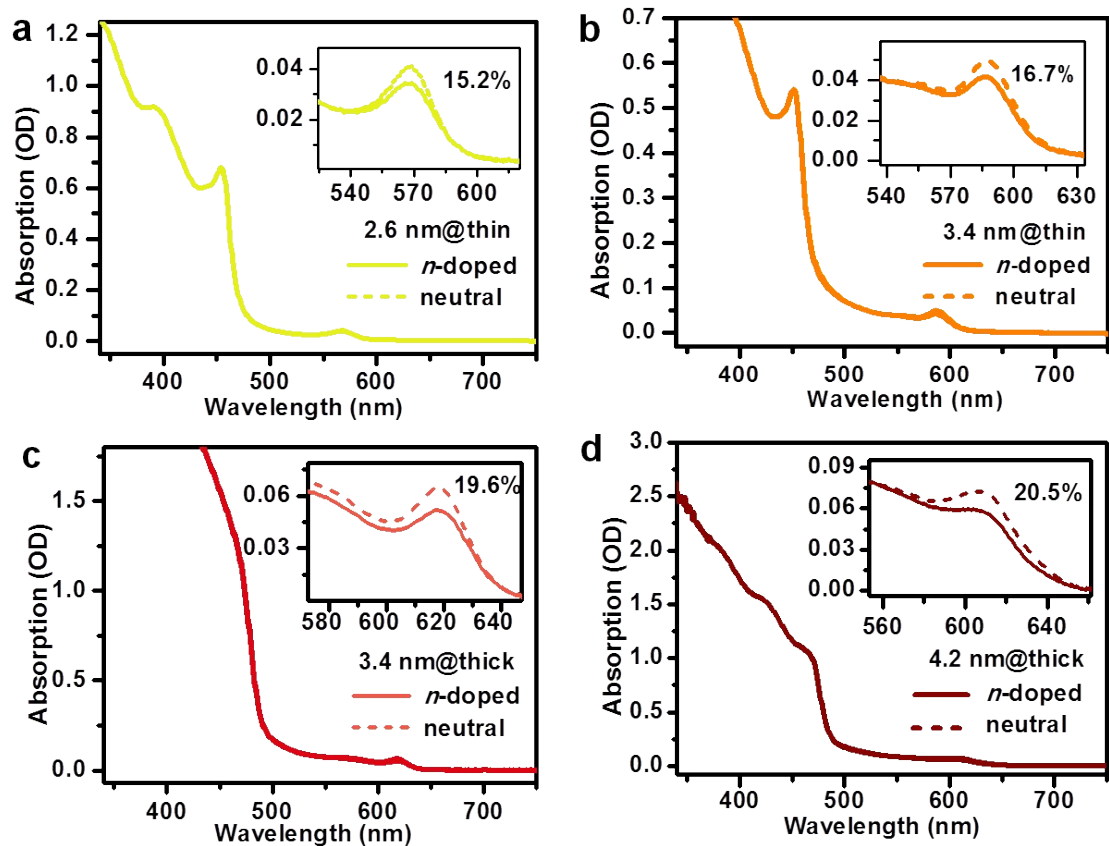 a
Absorption (OD)
1.2
1.0
0.8
0.6
0.4
0.2
0.0
400
500
600
700
Wavelength (nm)
0.04
0.02
540
570
600
15.2%
2.6 nm@thin
n-doped
neutral
b
Absorption (OD)
0.7
0.6
0.5
0.4
0.3
0.2
0.1
0.0
400
500
600
700
Wavelength (nm)
0.08
0.04
0.00
540
570
600
630
16.7%
3.4 nm@thin
n-doped
neutral
c
Absorption (OD)
1.5
1.0
0.5
0.0
400
500
600
700
Wavelength (nm)
0.06
0.03
580
600
620
640
19.6%
3.4 nm@thick
n-doped
neutral
d
Absorption (OD)
3.0
2.5
2.0
1.5
1.0
0.5
0.0
400
500
600
700
Wavelength (nm)
0.09
0.06
0.03
0.00
560
600
640
20.5%
4.2 nm@thick
n-doped
neutral